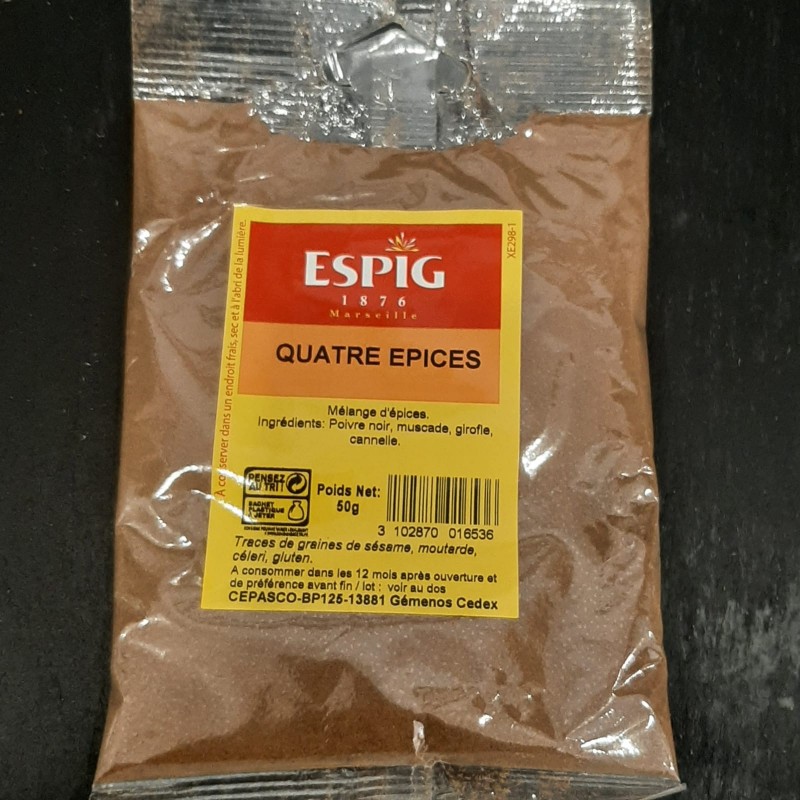 ESPIG
1876
Marseille
QUATRE EPICES
Mélange d'épices.
Ingrédients: Poivre noir, muscade, girofle,
cannelle.
PENSEZ
AU TRI
SACHET
PLASTIQUE
À JETER
Poids Net:
50g
3 102870 016536
Traces de graines de sésame, moutarde,
céleri, gluten.
A consommer dans les 12 mois après ouverture et
de préférence avant fin / lot : voir au dos
CEPASCO-BP125-13881 Gémenos Cedex
A conserver dans un endroit frais, sec et à l'abri de la lumière.
XE298-1